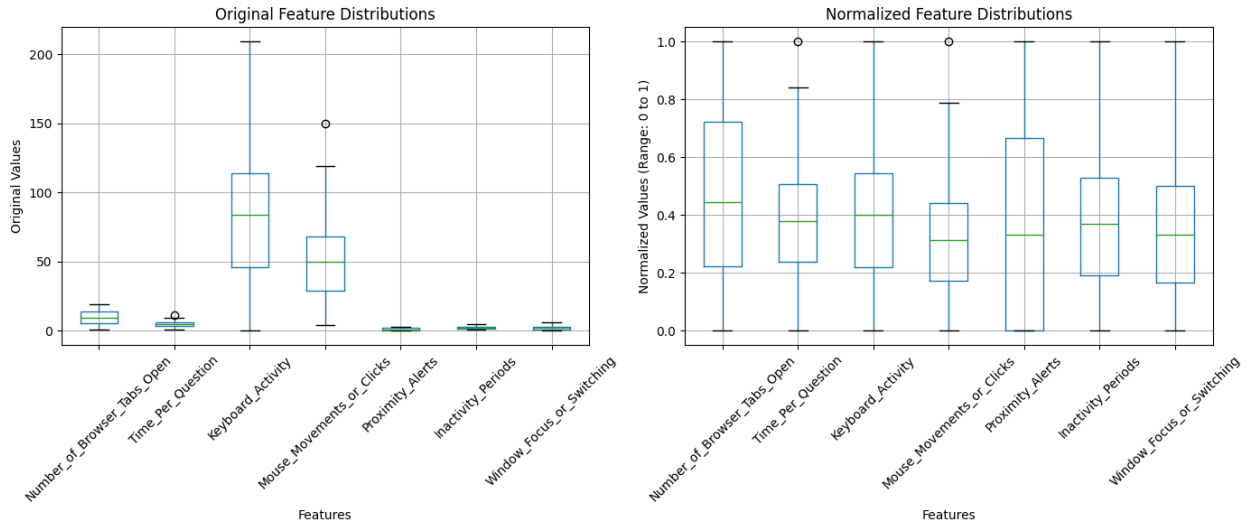 Original Feature Distributions
Original Values
200
150
100
50
0
Number_of_Browser_Tabs_Open
Time_Per_Question
Keyboard_Activity
Mouse_Movements_or_Clicks
Proximity_Alerts
Inactivity_Periods
Window_Focus_or_Switching
Features
Normalized Feature Distributions
Normalized Values (Range: 0 to 1)
1.0
0.8
0.6
0.4
0.2
0.0
Number_of_Browser_Tabs_Open
Time_Per_Question
Keyboard_Activity
Mouse_Movements_or_Clicks
Proximity_Alerts
Inactivity_Periods
Window_Focus_or_Switching
Features